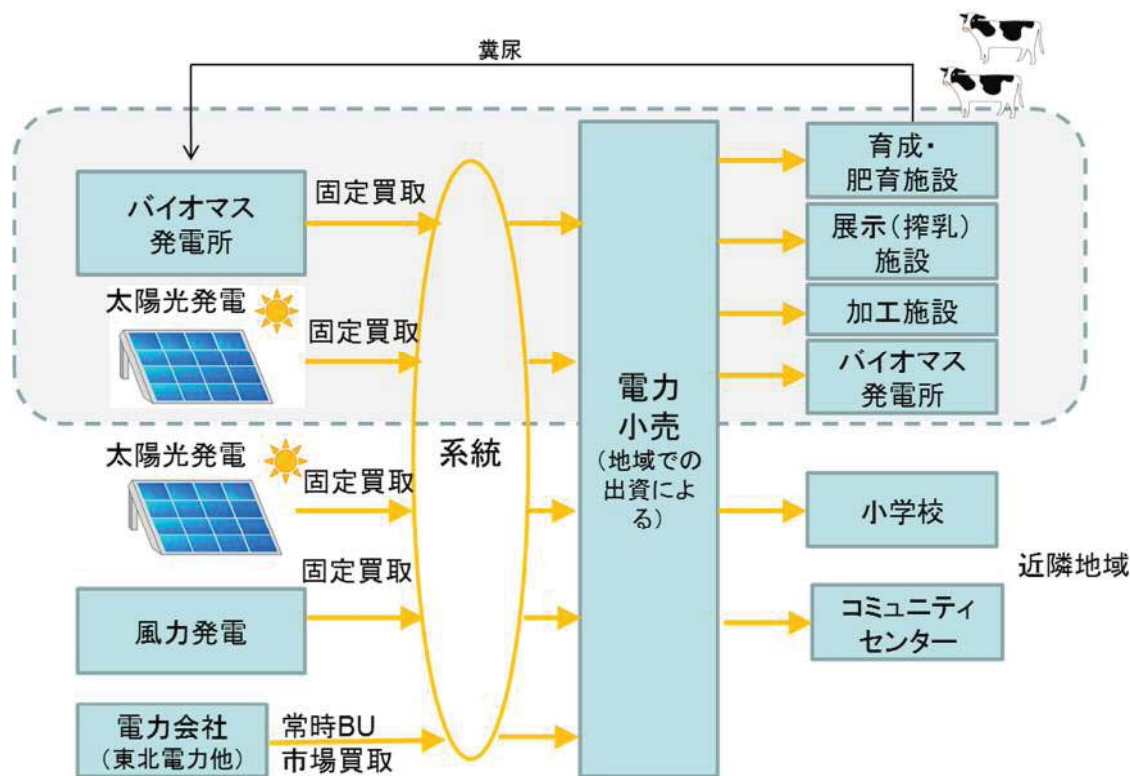 糞尿
バイオマス
発電所
固定買取
太陽光発電
固定買取
太陽光発電
固定買取
固定買取
風力発電
電力会社
（東北電力他）
常時BU
市場買取
系統
電力
小売
（地域での
出資によ
る）
育成・
肥育施設
展示（搾乳）
施設
加工施設
バイオマス
発電所
小学校
コミュニティ
センター
近隣地域